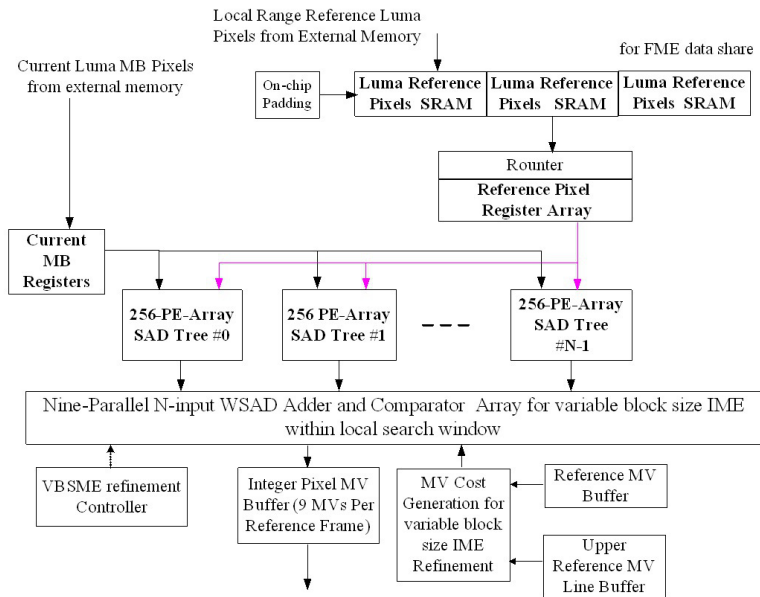 Local Range Reference Luma
Pixels from External Memory
for FME data share
Current Luma MB Pixels
from external memory
On-chip
Padding
Luma Reference
Pixels SRAM
Luma Reference
Pixels SRAM
Luma Reference
Pixels SRAM
Rounter
Reference Pixel
Register Array
Current
MB
Registers
256-PE-Array
SAD Tree #0
256 PE-Array
SAD Tree #1
256-PE-Array
SAD Tree
#N-1
Nine-Parallel N-input WSAD Adder and Comparator Array for variable block size IME
within local search window
VBSME refinement
Controller
Integer Pixel MV
Buffer (9 MVs Per
Reference Frame)
MV Cost
Generation for
variable block
size IME
Refinement
Reference MV
Buffer
Upper
Reference MV
Line Buffer